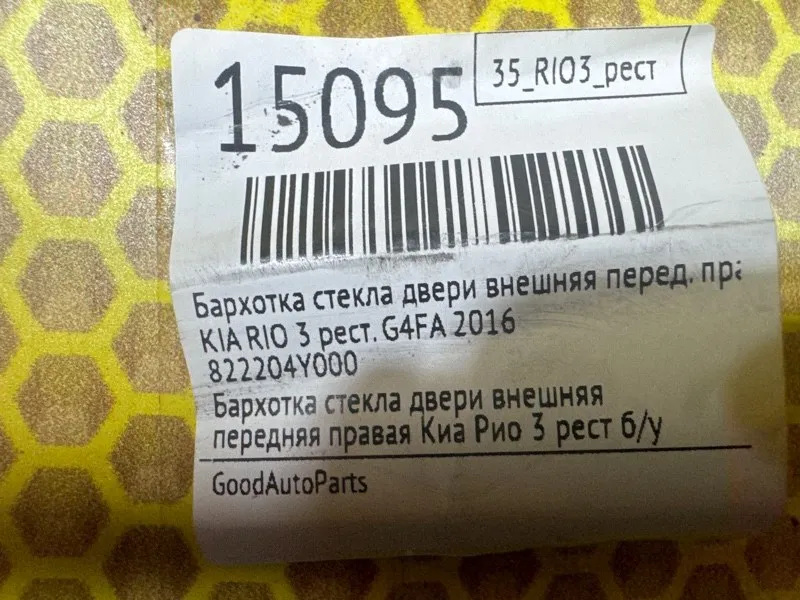 35_RIO3_рест
15095
Бархотка стекла двери внешняя перед. пра
KIA RIO 3 рест. G4FA 2016
822204Y000
Бархотка стекла двери внешняя
передняя правая Киа Рио 3 рест б/у
GoodAutoParts